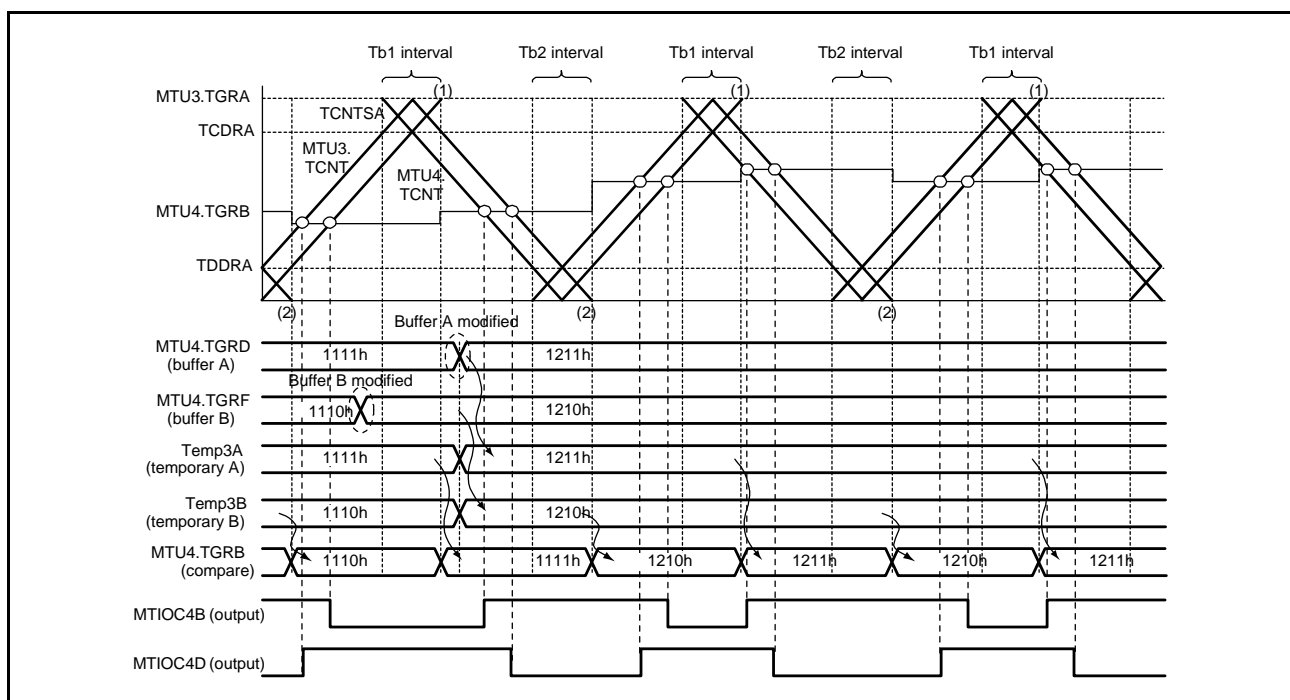 Tb1 interval Tb2 interval Tb1 interval Tb2 interval Tb1 interval
MTU3.TGRA
(1) (1) (1)
TCNTSA
TCDRA
MTU3.
TCNT
MTU4.
TCNT
MTU4.TGRB
TDDRA
(2) (2) (2)
Buffer A modified
MTU4.TGRD
(buffer A)
1111h 1211h
Buffer B modified
MTU4.TGRF
(buffer B)
1110h 1210h
Temp3A
(temporary A)
1111h 1211h
Temp3B
(temporary B)
1110h 1210h
MTU4.TGRB
(compare)
1110h 1111h 1210h 1211h 1210h 1211h
MTIOC4B (output)
MTIOC4D (output)